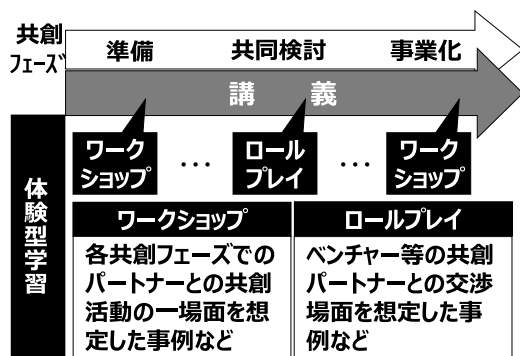 共創
フェーズ
準備 共同検討 事業化
講義
ワーク
ショップ
…
ロール
プレイ
…
ワーク
ショップ
体験型学習
ワークショップ
各共創フェーズでの
パートナーとの共創
活動の一場面を想
定した事例など
ロールプレイ
ベンチャー等の共創
パートナーとの交渉
場面を想定した事
例など